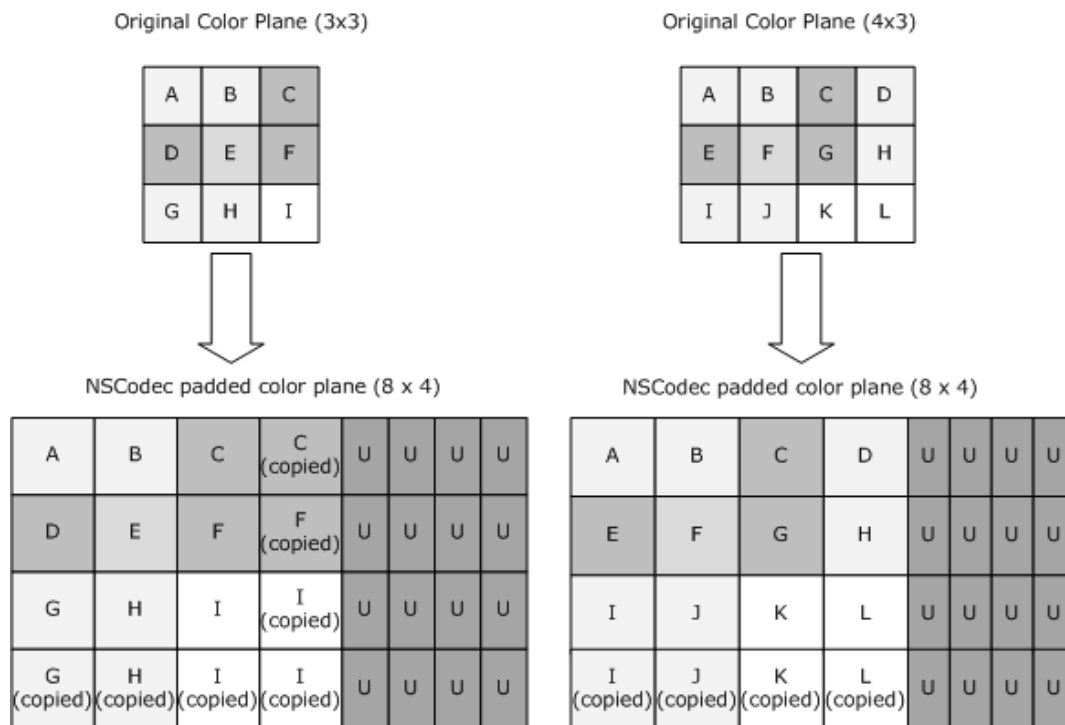 Original Color Plane (3x3)
A B C
D E F
G H I
NSCodec padded color plane (8 x 4)
A B C C U U U U
(copied)
D E F F U U U U
(copied)
G H I I U U U U
(copied)
G H I I U U U U
(copied) (copied) (copied) (copied)
Original Color Plane (4x3)
A B C D
E F G H
I J K L
NSCodec padded color plane (8 x 4)
A B C D U U U U
E F G H U U U U
I J K L U U U U
I J K L U U U U
(copied) (copied) (copied) (copied)